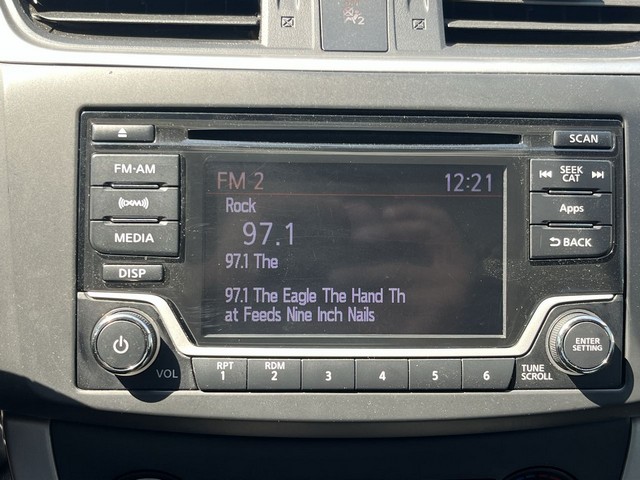 2
SCAN
FM·AM
FM 2 12:21
SEEK
CAT
Rock
Apps
(XM)
97.1
MEDIA
BACK
97.1 The
DISP
97.1 The Eagle The Hand Th
at Feeds Nine Inch Nails
ENTER
SETTING
VOL
RPT
1
RDM
2
3
4
5
6
TUNE
SCROLL